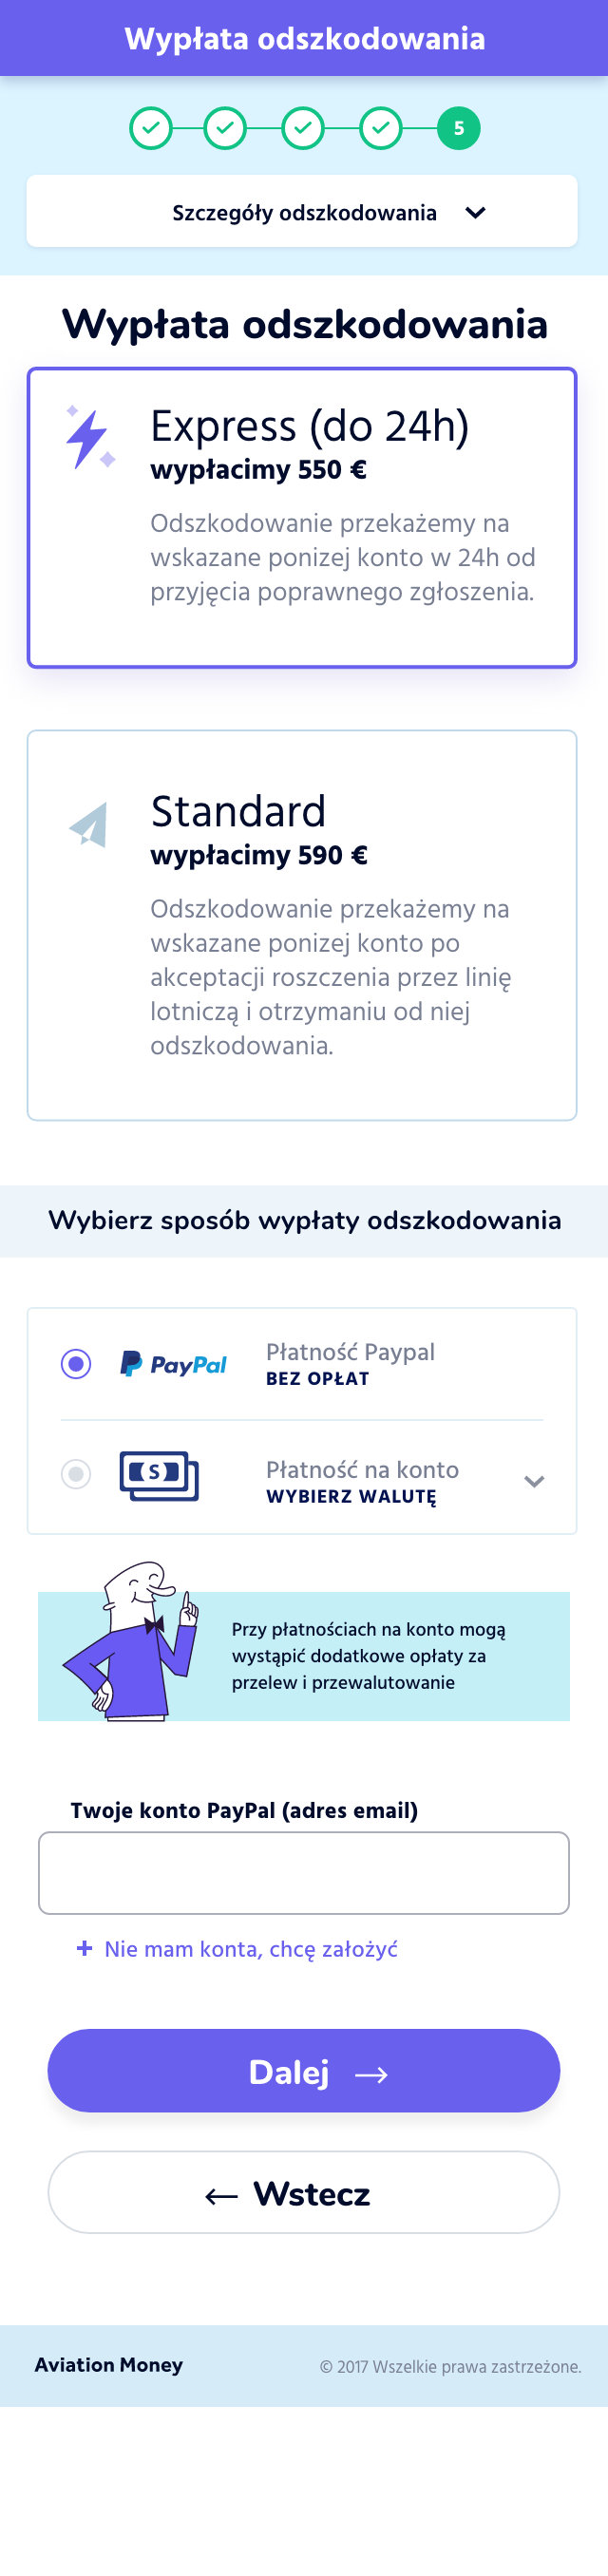 Wypłata odszkodowania
5
Szczegóły odszkodowania
Wypłata odszkodowania
Express (do 24h)
wypłacimy 550 €
Odszkodowanie przekażemy na
wskazane ponizej konto w 24h od
przyjęcia poprawnego zgłoszenia.
Standard
wypłacimy 590 €
Odszkodowanie przekażemy na
wskazane ponizej konto po
akceptacji roszczenia przez linię
lotniczą i otrzymaniu od niej
odszkodowania.
Wybierz sposób wypłaty odszkodowania
PayPal
Płatność Paypal
BEZ OPŁAT
S
Płatność na konto
WYBIERZ WALUTĘ
Przy płatnościach na konto mogą
wystąpić dodatkowe opłaty za
przelew i przewalutowanie
Twoje konto PayPal (adres email)
+ Nie mam konta, chcę założyć
Dalej →
← Wstecz
Aviation Money
© 2017 Wszelkie prawa zastrzeżone.